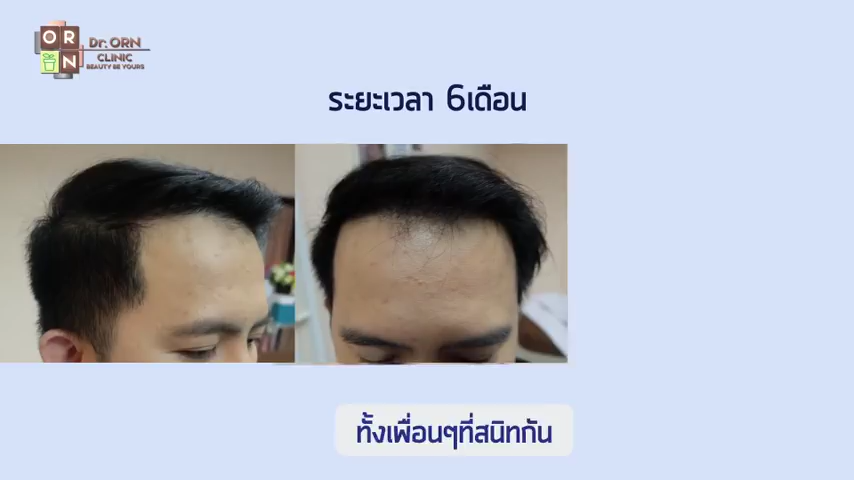 OR
N
Dr. ORN
CLINIC
BEAUTY BE YOURS
ระยะเวลา 6เดือน
ทั้งเพื่อนๆที่สนิทกัน